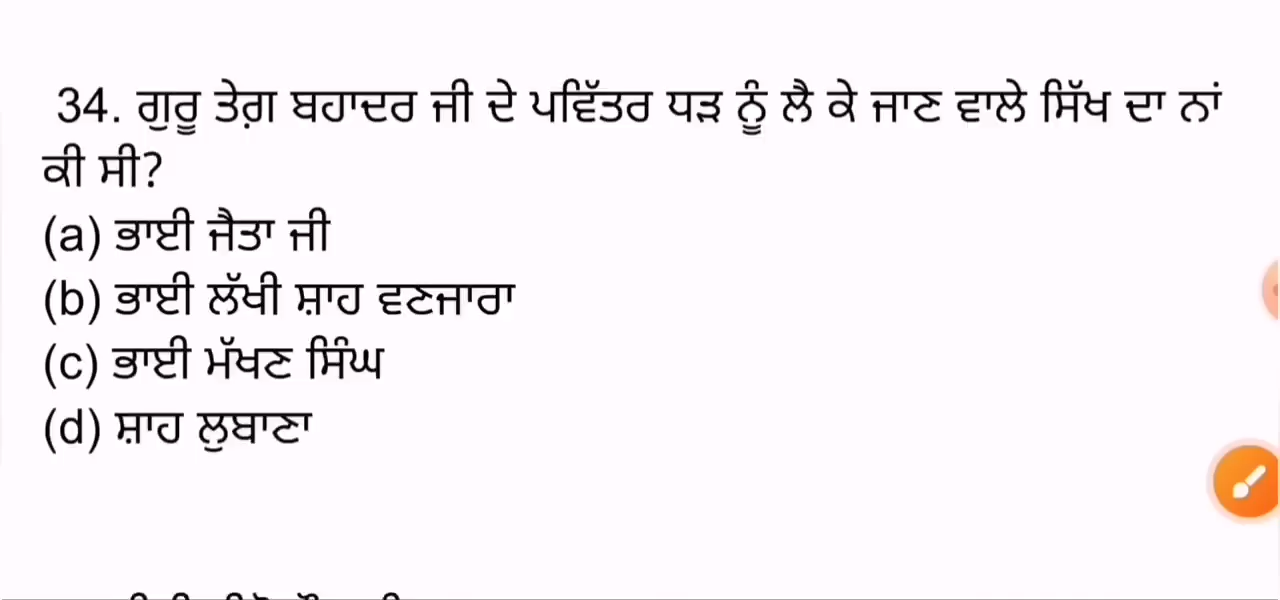 34. ਗੁਰੂ ਤੇਗ਼ ਬਹਾਦਰ ਜੀ ਦੇ ਪਵਿੱਤਰ ਧੜ ਨੂੰ ਲੈ ਕੇ ਜਾਣ ਵਾਲੇ ਸਿੱਖ ਦਾ ਨਾਂ
ਕੀ ਸੀ?
(a) ਭਾਈ ਜੈਤਾ ਜੀ
(b) ਭਾਈ ਲੱਖੀ ਸ਼ਾਹ ਵਣਜਾਰਾ
(c) ਭਾਈ ਮੱਖਣ ਸਿੰਘ
(d) ਸ਼ਾਹ ਲੁਬਾਣਾ